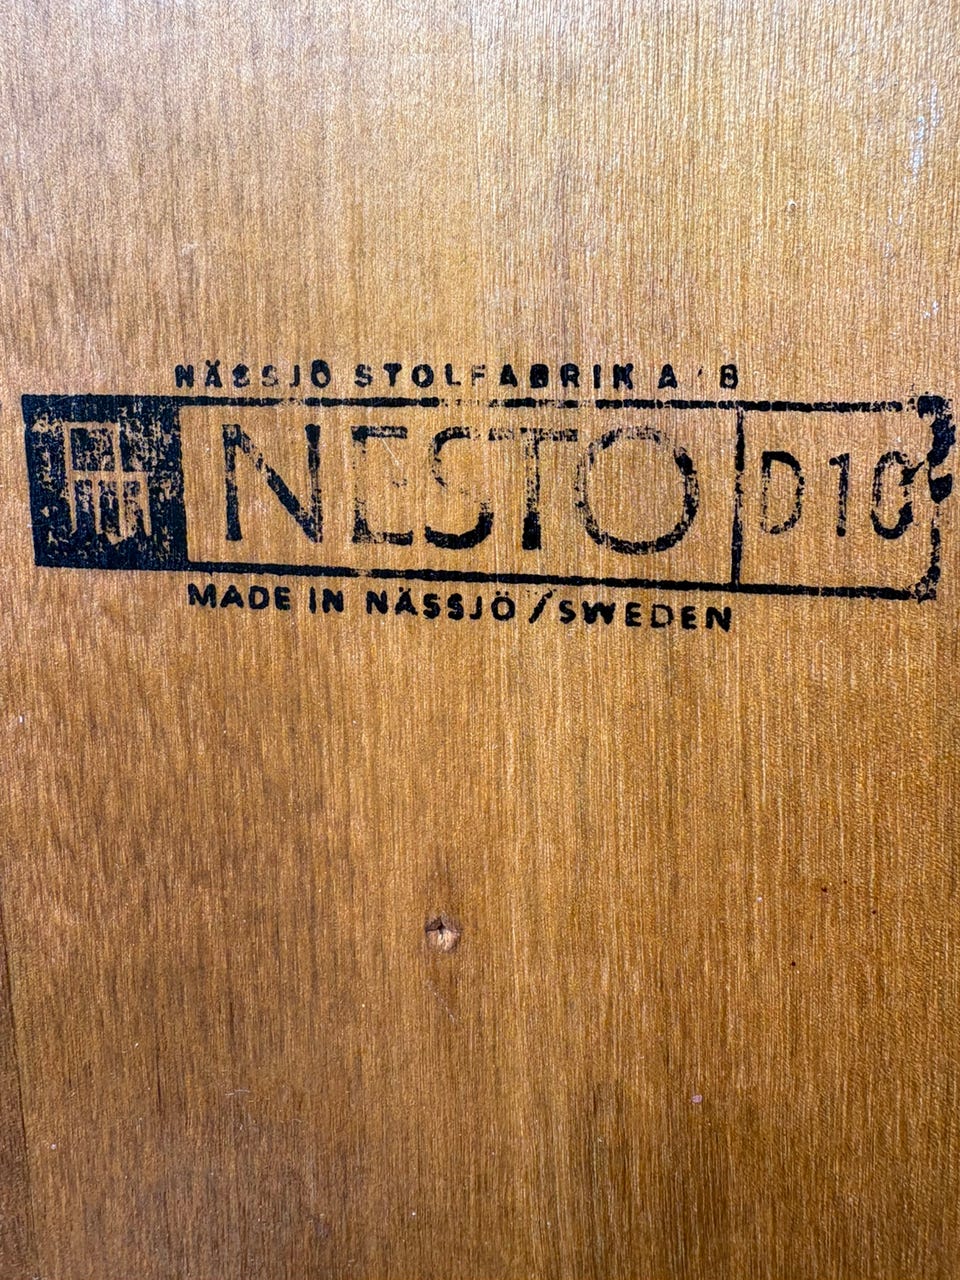 NÄSSJÖ STOLFABRIK A B
NESTO D10
MADE IN NÄSSJÖ/SWEDEN